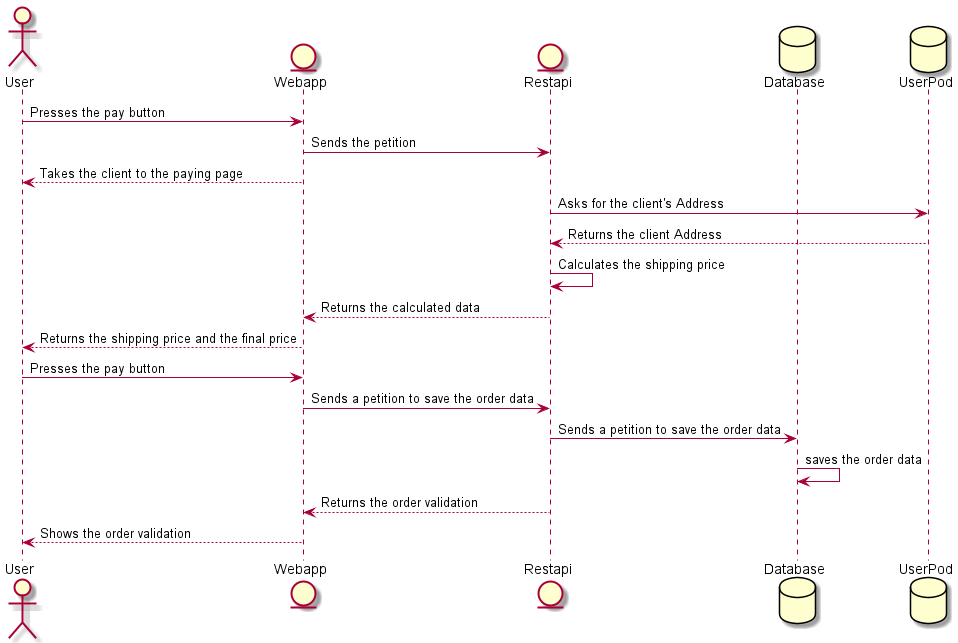 User
Webapp
Restapi
Database
UserPod
Presses the pay button
Sends the petition
Takes the client to the paying page
Asks for the client's Address
Returns the client Address
Calculates the shipping price
Returns the calculated data
Returns the shipping price and the final price
Presses the pay button
Sends a petition to save the order data
Sends a petition to save the order data
saves the order data
Returns the order validation
Shows the order validation
User
Webapp
Restapi
Database
UserPod